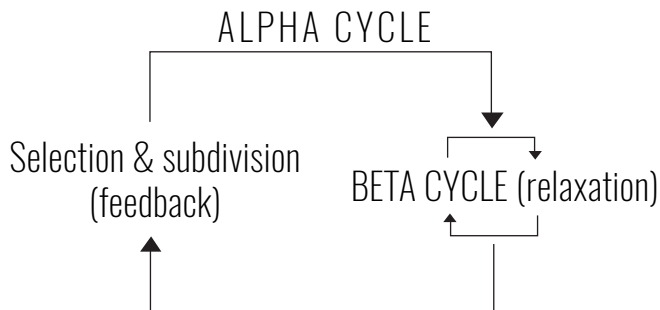 ALPHA CYCLE
Selection & subdivision
(feedback)
BETA CYCLE (relaxation)